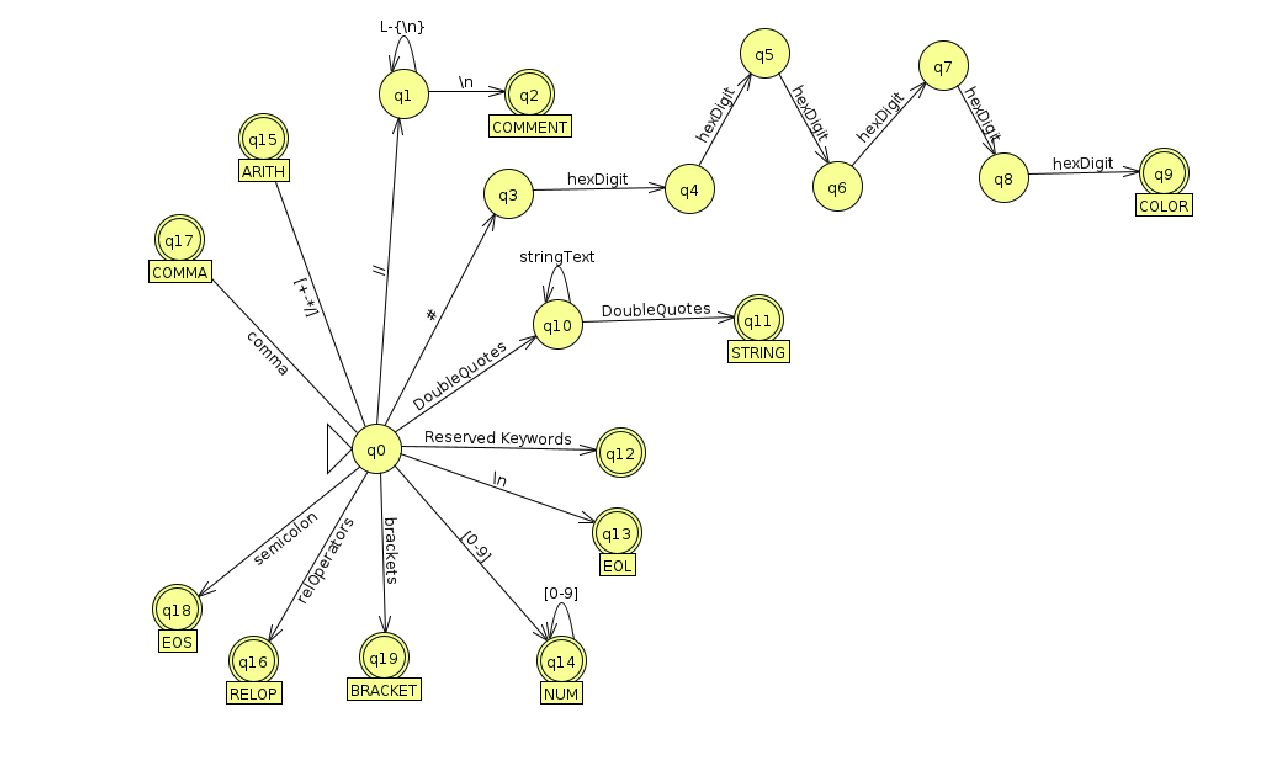 L-{\n}
q1
\n
q2
COMMENT
q5
q7
hexDigit
hexDigit
hexDigit
hexDigit
q15
ARITH
q3
hexDigit
q4
q6
q8
hexDigit
q9
COLOR
q17
COMMA
//
#
stringText
q10
DoubleQuotes
q11
STRING
comma
DoubleQuotes
q0
Reserved Keywords
q12
\n
q13
EOL
semicolon
relOperators
brackets
[0-9]
[0-9]
q18
EOS
q16
RELOP
q19
BRACKET
q14
NUM